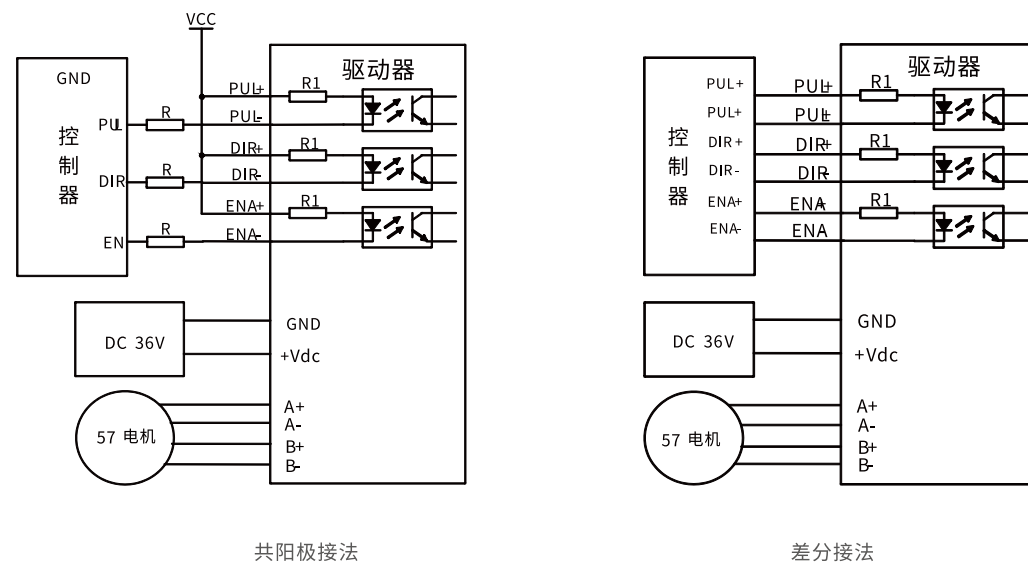 VCC
控制器
GND
PUL
DIR
EN
R
R
R
驱动器
PUL+
R1
PUL-
DIR+
R1
DIR-
ENA+
R1
ENA-
DC 36V
GND
+Vdc
57 电机
A+
A-
B+
B-
共阳极接法
控制器
PUL+
PUL+
DIR+
DIR-
ENA+
ENA-
驱动器
PUL+
R1
PUL+
DIR+
R1
DIR-
ENA+
R1
ENA
DC 36V
GND
+Vdc
57 电机
A+
A-
B+
B-
差分接法